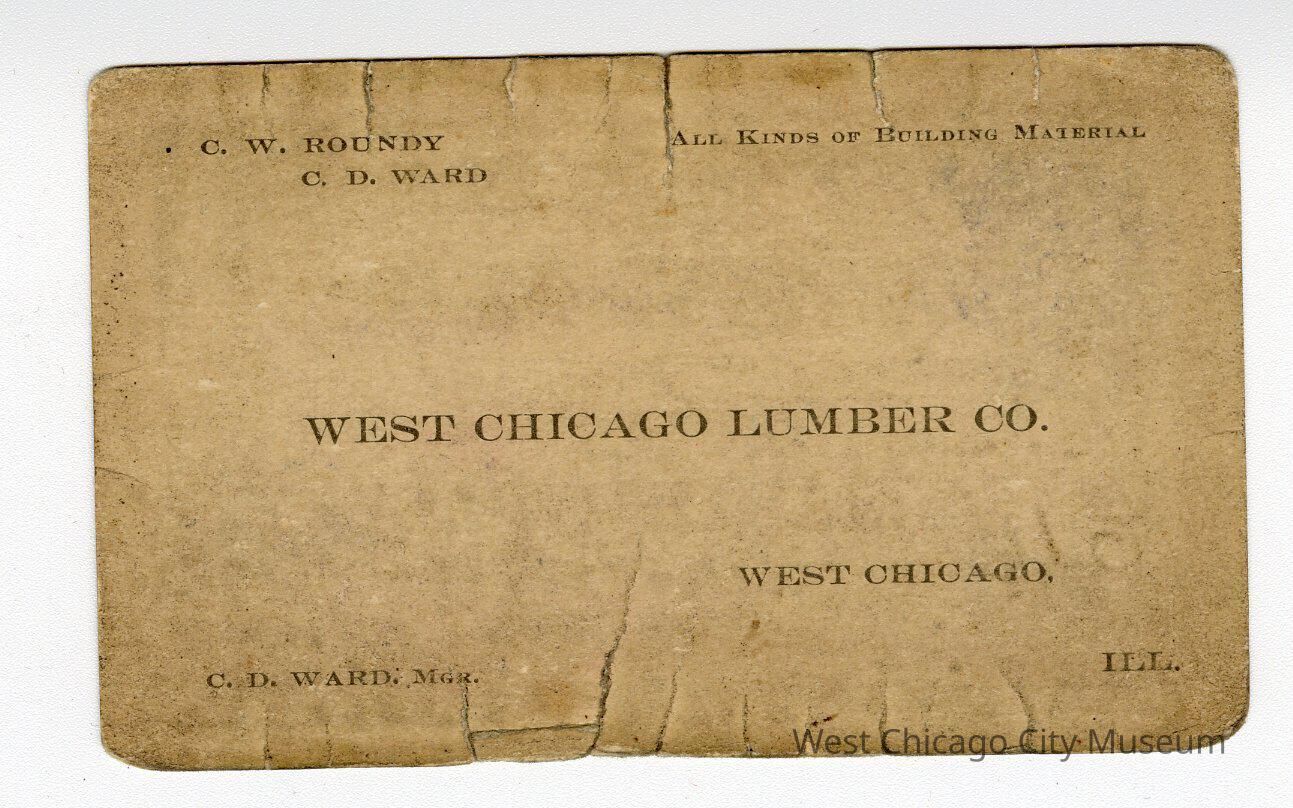 C. W. ROUNDY
C. D. WARD
ALL KINDS OF BUILDING MATERIAL
WEST CHICAGO LUMBER CO.
WEST CHICAGO,
ILL.
C. D. WARD. MGR.
West Chicago City Museum